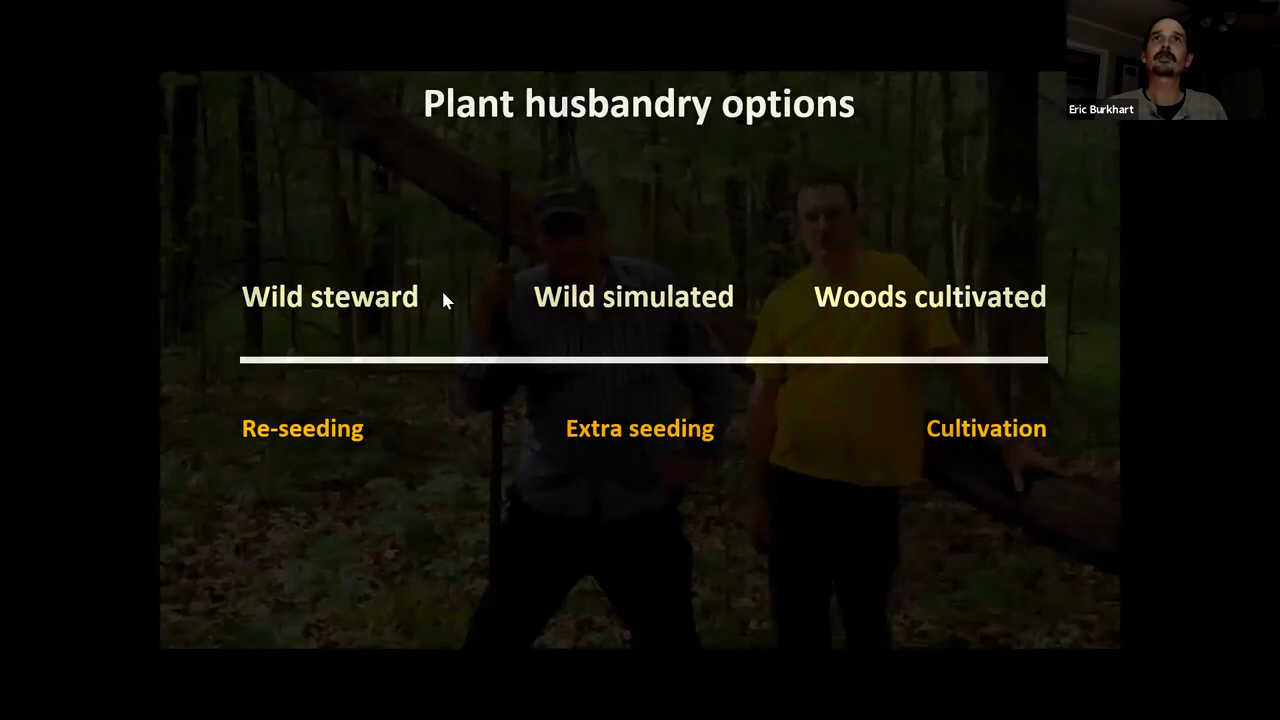 Plant husbandry options
Eric Burkhart
Wild steward Wild simulated Woods cultivated
Re-seeding Extra seeding Cultivation